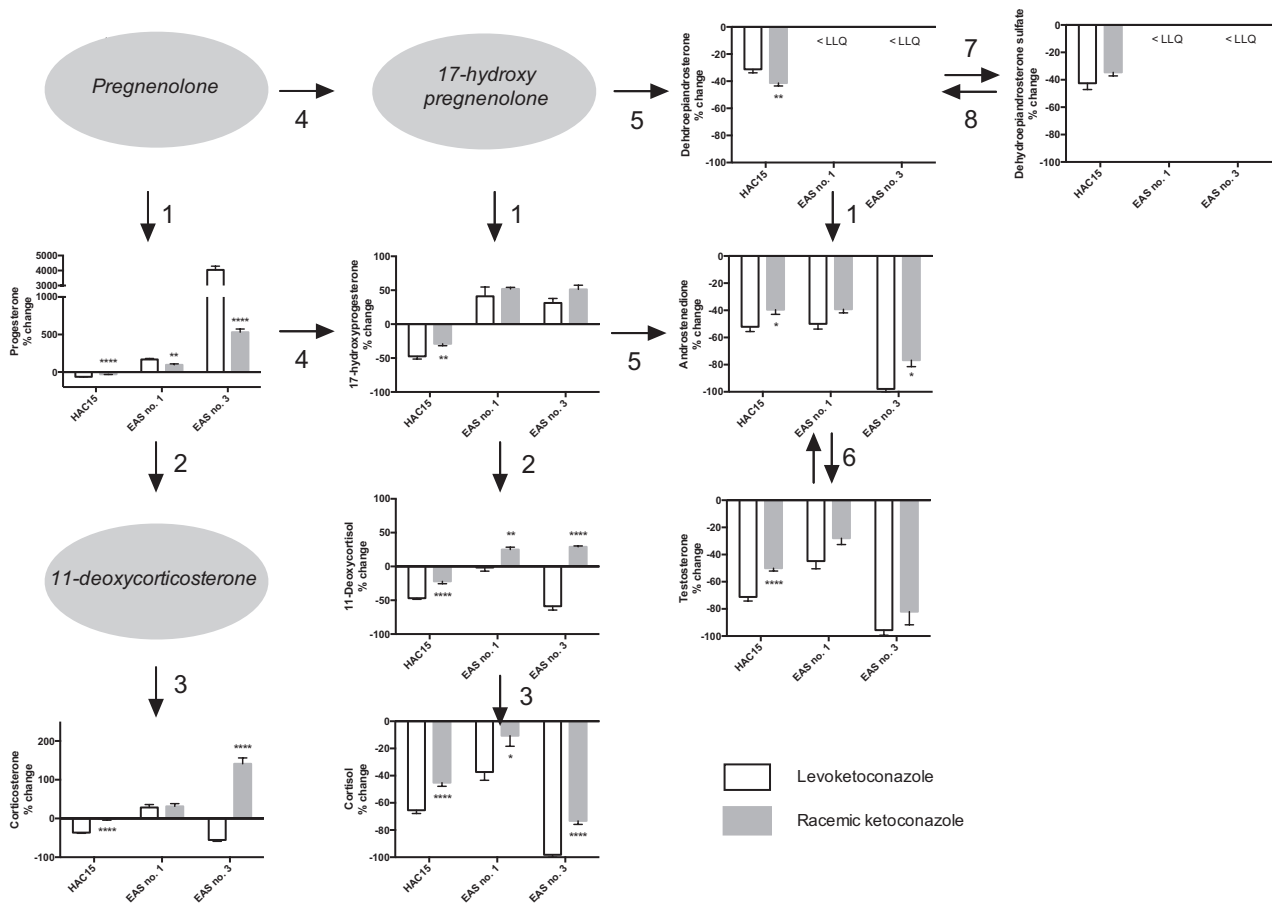 Pregnenolone
4
17-hydroxy
pregnenolone
5
Dehdroepiandrosterone
% change
0
-20
-40
-60
-80
-100
**
< LLQ
< LLQ
HAC15
EAS no. 1
EAS no. 3
7
8
Dehydroepiandrosterone sulfate
% change
0
-20
-40
-60
-80
-100
< LLQ
< LLQ
HAC15
EAS no. 1
EAS no. 3
1
1
1
Progesterone
% change
5000
4000
3000
1000
500
0
****
**
****
HAC15
EAS no. 1
EAS no. 3
4
17-hydroxyprogesterone
% change
100
50
0
-50
-100
**
HAC15
EAS no. 1
EAS no. 3
5
Androstenedione
% change
0
-20
-40
-60
-80
-100
*
*
HAC15
EAS no. 1
EAS no. 3
2
2
6
11-deoxycorticosterone
11-Deoxycortisol
% change
100
50
0
-50
-100
****
**
****
HAC15
EAS no. 1
EAS no. 3
Testosterone
% change
0
-20
-40
-60
-80
-100
****
HAC15
EAS no. 1
EAS no. 3
3
3
Corticosterone
% change
200
100
0
-100
****
****
HAC15
EAS no. 1
EAS no. 3
Cortisol
% change
0
-20
-40
-60
-80
-100
****
*
****
HAC15
EAS no. 1
EAS no. 3
Levoketoconazole
Racemic ketoconazole